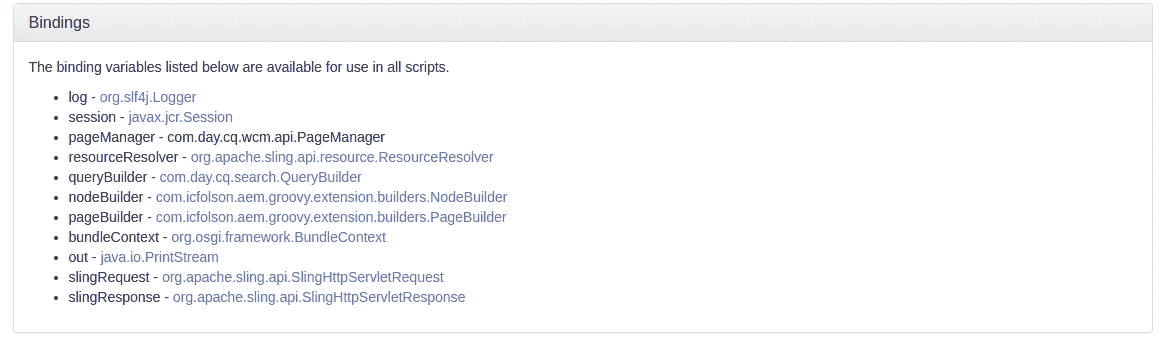 Bindings
The binding variables listed below are available for use in all scripts.
• log - org.slf4j.Logger
• session - javax.jcr.Session
• pageManager - com.day.cq.wcm.api.PageManager
• resourceResolver - org.apache.sling.api.resource.ResourceResolver
• queryBuilder - com.day.cq.search.QueryBuilder
• nodeBuilder - com.icfolson.aem.groovy.extension.builders.NodeBuilder
• pageBuilder - com.icfolson.aem.groovy.extension.builders.PageBuilder
• bundleContext - org.osgi.framework.BundleContext
• out - java.io.PrintStream
• slingRequest - org.apache.sling.api.SlingHttpServletRequest
• slingResponse - org.apache.sling.api.SlingHttpServletResponse